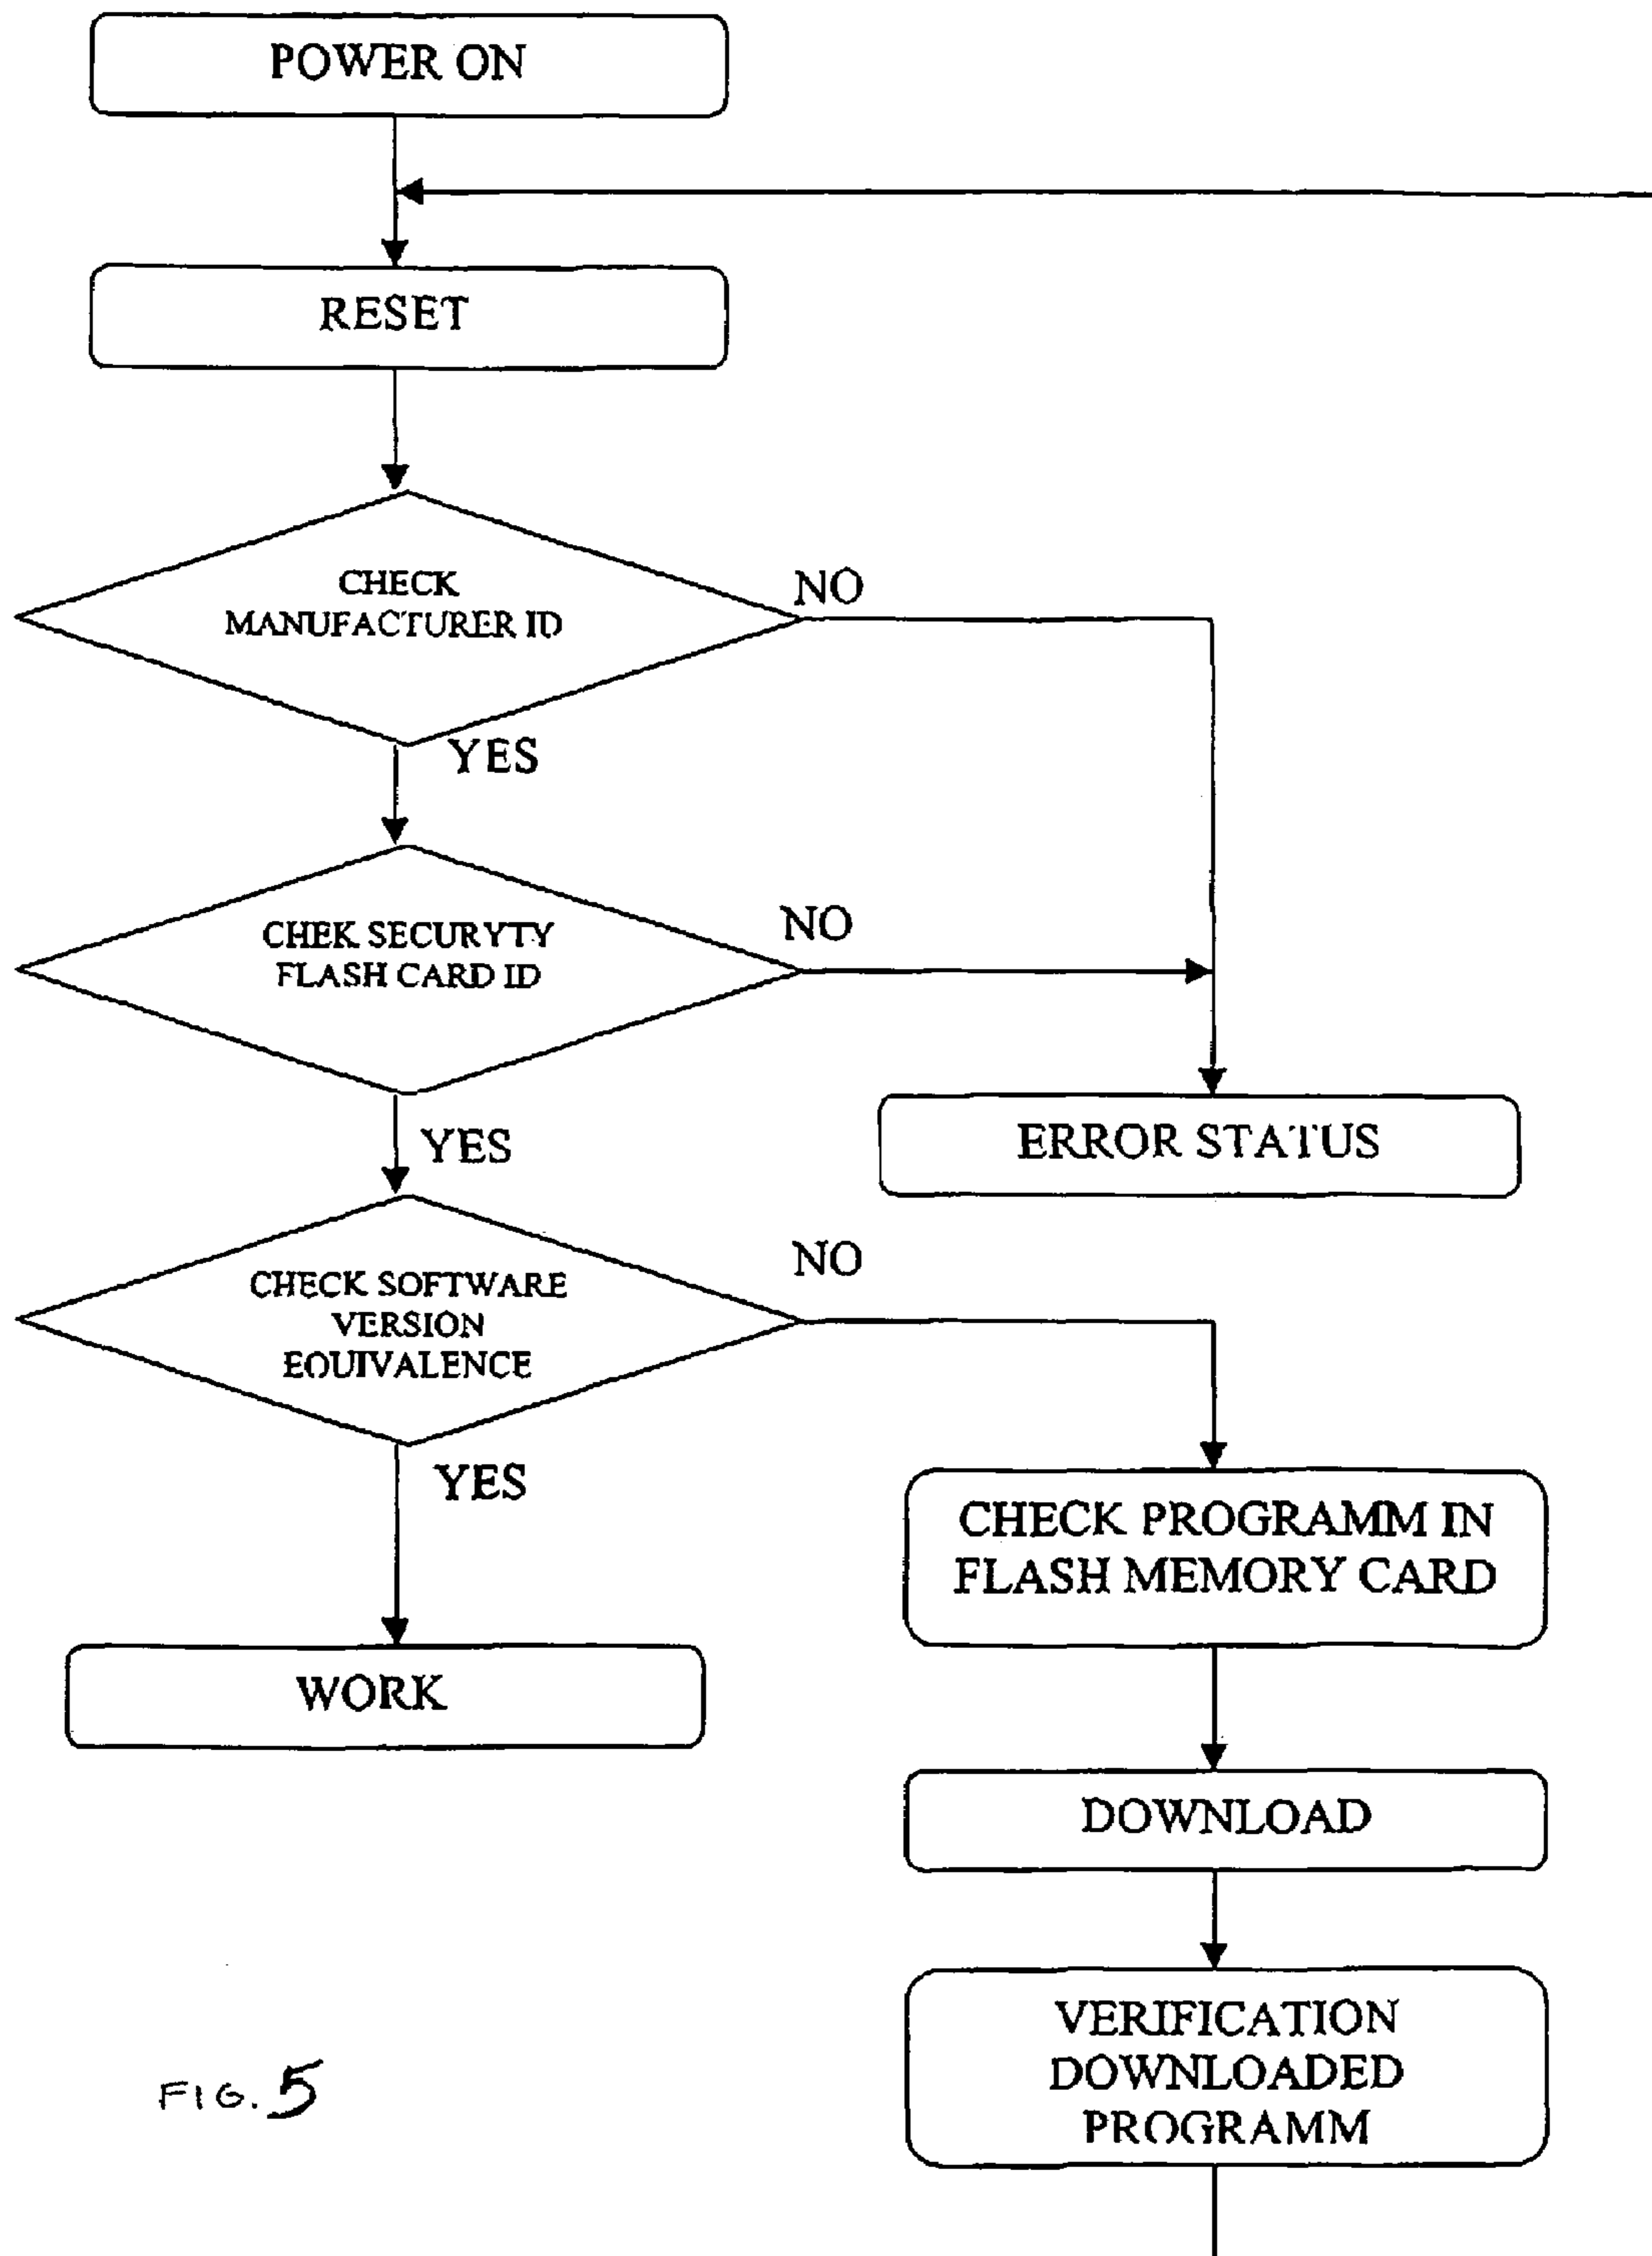 POWER ON
RESET
CHECK
MANUFACTURER ID
NO
YES
CHEK SECURYTY
FLASH CARD ID
NO
YES
ERROR STATUS
CHECK SOFTWARE
VERSION
EQUIVALENCE
NO
YES
CHECK PROGRAMM IN
FLASH MEMORY CARD
WORK
DOWNLOAD
VERIFICATION
DOWNLOADED
PROGRAMM
FIG. 5